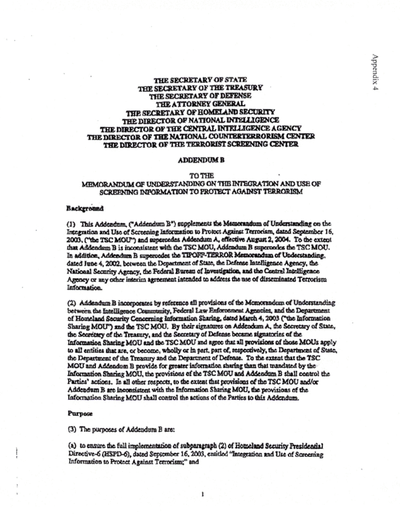 Appendix 4
THE SECRETARY OF STATE
THE SECRETARY OF THE TREASURY
THE SECRETARY OF DEFENSE
THE ATTORNEY GENERAL
THE SECRETARY OF HOMELAND SECURITY
THE DIRECTOR OF NATIONAL INTELLIGENCE
THE DIRECTOR OF THE CENTRAL INTELLIGENCE AGENCY
THE DIRECTOR OF THE NATIONAL COUNTERTERRORISM CENTER
THE DIRECTOR OF THE TERRORIST SCREENING CENTER
ADDENDUM B
TO THE
MEMORANDUM OF UNDERSTANDING ON THE INTEGRATION AND USE OF
SCREENING INFORMATION TO PROTECT AGAINST TERRORISM
Background
(1) This Addendum, ("Addendum B") supplements the Memorandum of Understanding on the
Integration and Use of Screening Information to Protect Against Terrorism, dated September 16,
2003, ("the TSC MOU") and supercedes Addendum A, effective August 2, 2004. To the extent
that Addendum B is inconsistent with the TSC MOU, Addendum B supercedes the TSC MOU.
In addition, Addendum B supercedes the TIPOFF-TERROR Memorandum of Understanding,
dated June 4, 2002, between the Department of State, the Defense Intelligence Agency, the
National Security Agency, the Federal Bureau of Investigation, and the Central Intelligence
Agency or any other interim agreement intended to address the use of disseminated Terrorism
Information.
(2) Addendum B incorporates by reference all provisions of the Memorandum of Understanding
between the Intelligence Community, Federal Law Enforcement Agencies, and the Department
of Homeland Security Concerning Information Sharing, dated March 4, 2003 ("the Information
Sharing MOU") and the TSC MOU. By their signatures on Addendum A, the Secretary of State,
the Secretary of the Treasury, and the Secretary of Defense became signatories of the
Information Sharing MOU and the TSC MOU and agree that all provisions of those MOUs apply
to all entities that are, or become, wholly or in part, part of, respectively, the Department of State,
the Department of the Treasury and the Department of Defense. To the extent that the TSC
MOU and Addendum B provide for greater information sharing than that mandated by the
Information Sharing MOU, the provisions of the TSC MOU and Addendum B shall control the
Parties' actions. In all other respects, to the extent that provisions of the TSC MOU and/or
Addendum B are inconsistent with the Information Sharing MOU, the provisions of the
Information Sharing MOU shall control the actions of the Parties to this Addendum.
Purpose
(3) The purposes of Addendum B are:
(a) to ensure the full implementation of subparagraph (2) of Homeland Security Presidential
Directive-6 (HSPD-6), dated September 16, 2003, entitled "Integration and Use of Screening
Information to Protect Against Terrorism;" and
1